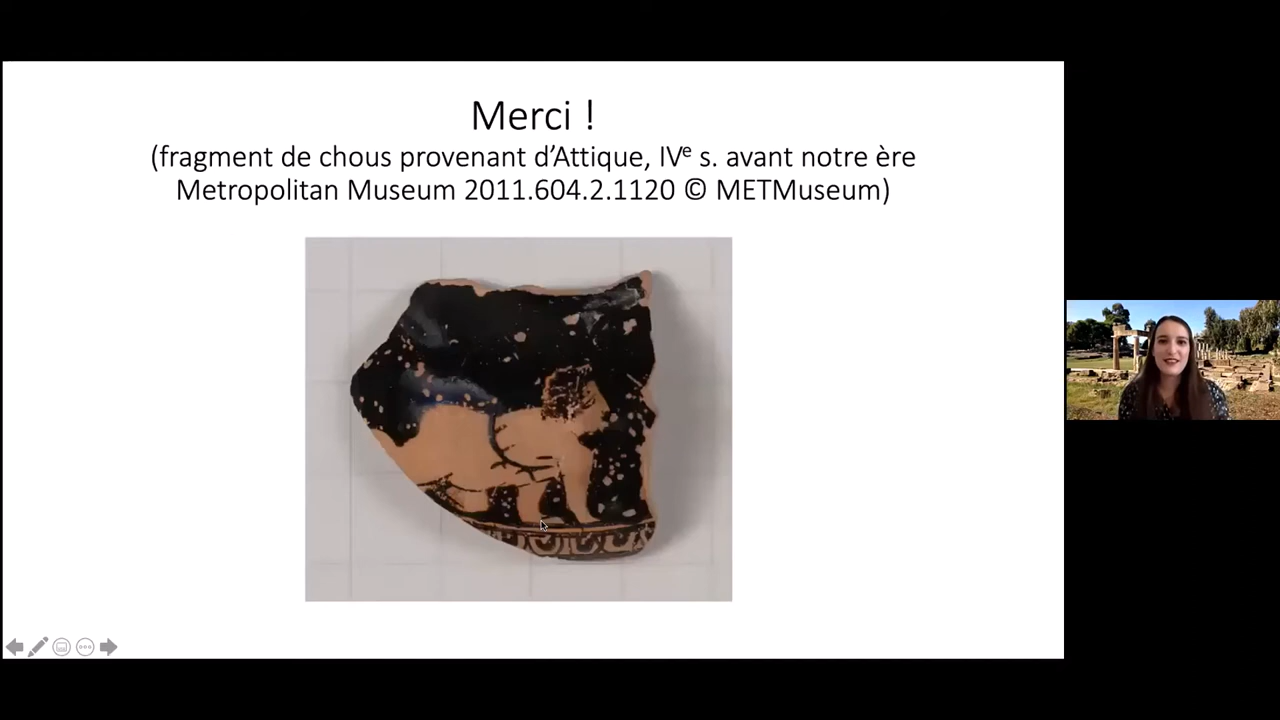 Merci !
(fragment de chous provenant d’Attique, IVe s. avant notre ère
Metropolitan Museum 2011.604.2.1120 © METMuseum)